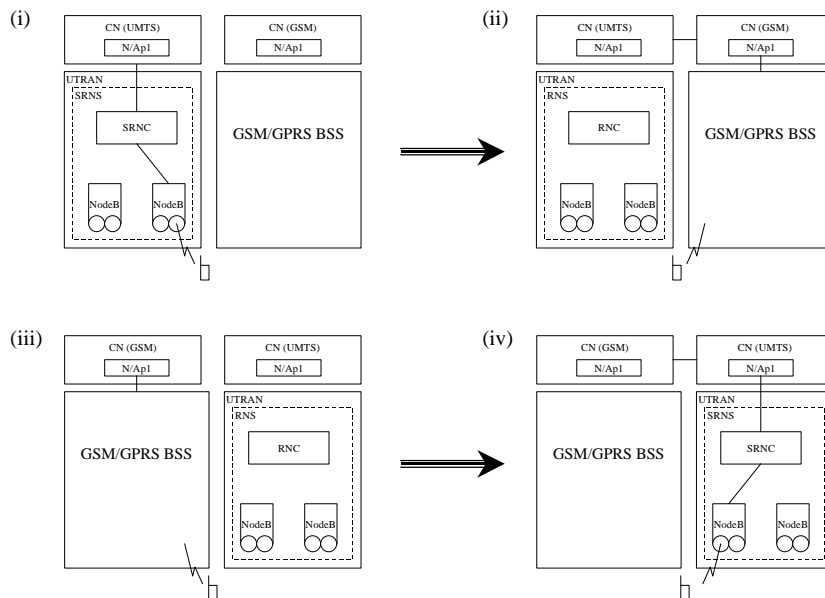 (i)
CN (UMTS)
N/Ap1
CN (GSM)
N/Ap1
UTRAN
SRNS
SRNC
NodeB
NodeB
GSM/GPRS BSS
(ii)
CN (UMTS)
N/Ap1
CN (GSM)
N/Ap1
UTRAN
RNS
RNC
NodeB
NodeB
GSM/GPRS BSS
(iii)
CN (GSM)
N/Ap1
CN (UMTS)
N/Ap1
GSM/GPRS BSS
UTRAN
RNS
RNC
NodeB
NodeB
(iv)
CN (GSM)
N/Ap1
CN (UMTS)
N/Ap1
GSM/GPRS BSS
UTRAN
SRNS
SRNC
NodeB
NodeB